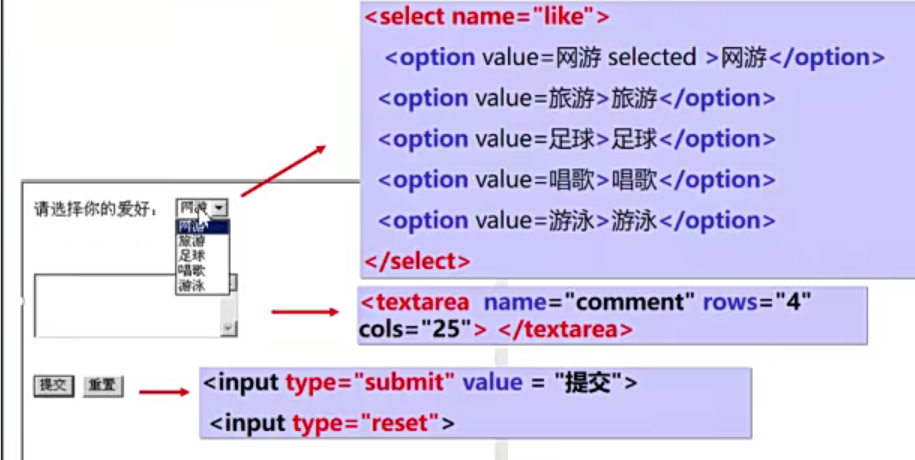 <select name="like">
<option value=网游 selected >网游</option>
<option value=旅游>旅游</option>
<option value=足球>足球</option>
<option value=唱歌>唱歌</option>
<option value=游泳>游泳</option>
</select>
请选择你的爱好：
网游
网游
旅游
足球
唱歌
游泳
<textarea name="comment" rows="4"
cols="25"> </textarea>
提交 重置
<input type="submit" value = "提交">
<input type="reset">